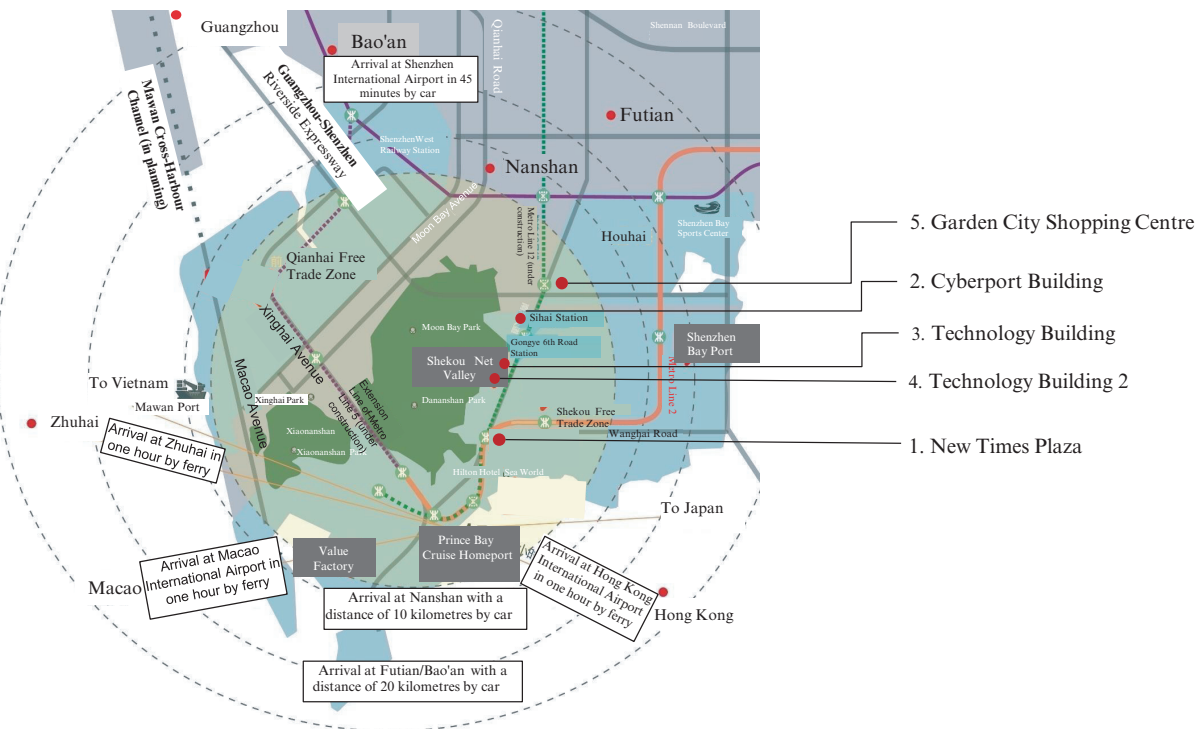 Guangzhou
Shennan Boulevard
Bao'an
Qianhai Road
Arrival at Shenzhen
International Airport in 45
minutes by car
Mawan Cross-Harbour
Channel (in planning)
Guangzhou-Shenzhen
Riverside Expressway
Futian
ShenzhenWest
Railway Station
Nanshan
Moon Bay Avenue
Metro Line 12 (under
construction)
Shenzhen Bay
Sports Center
Houhai
5. Garden City Shopping Centre
Qianhai Free
Trade Zone
2. Cyberport Building
Xinghai Avenue
Moon Bay Park
Sihai Station
Gongye 6th Road
Station
Shenzhen
Bay Port
3. Technology Building
Shekou Net
Valley
4. Technology Building 2
Metro Line 2
Macao Avenue
To Vietnam
Mawan Port
Xinghai Park
Extension
Line of Metro
Line 5 (under
construction)
Dananshan Park
Shekou Free
Trade Zone
Wanghai Road
Zhuhai
Arrival at Zhuhai in
one hour by ferry
Xiaonanshan
Xiaonanshan Park
1. New Times Plaza
Hilton Hotel Sea World
To Japan
Value
Factory
Prince Bay
Cruise Homeport
Macao
Arrival at Macao
International Airport in
one hour by ferry
Arrival at Hong Kong
International Airport
in one hour by ferry
Hong Kong
Arrival at Nanshan with a
distance of 10 kilometres by car
Arrival at Futian/Bao'an with a
distance of 20 kilometres by car